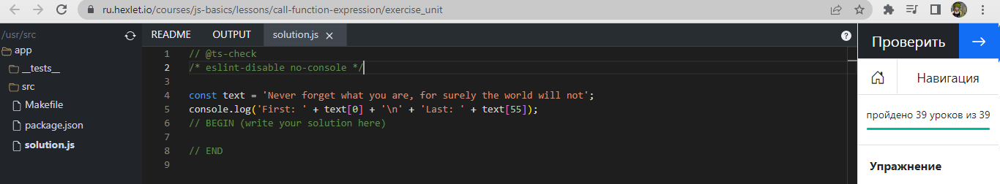 ru.hexlet.io/courses/js-basics/lessons/call-function-expression/exercise_unit
/usr/src
app
__tests__
src
Makefile
package.json
solution.js
README OUTPUT solution.js
1 // @ts-check
2 /* eslint-disable no-console */
3
4 const text = 'Never forget what you are, for surely the world will not';
5 console.log('First: ' + text[0] + '\n' + 'Last: ' + text[55]);
6 // BEGIN (write your solution here)
7
8 // END
9
Проверить
Навигация
пройдено 39 уроков из 39
Упражнение